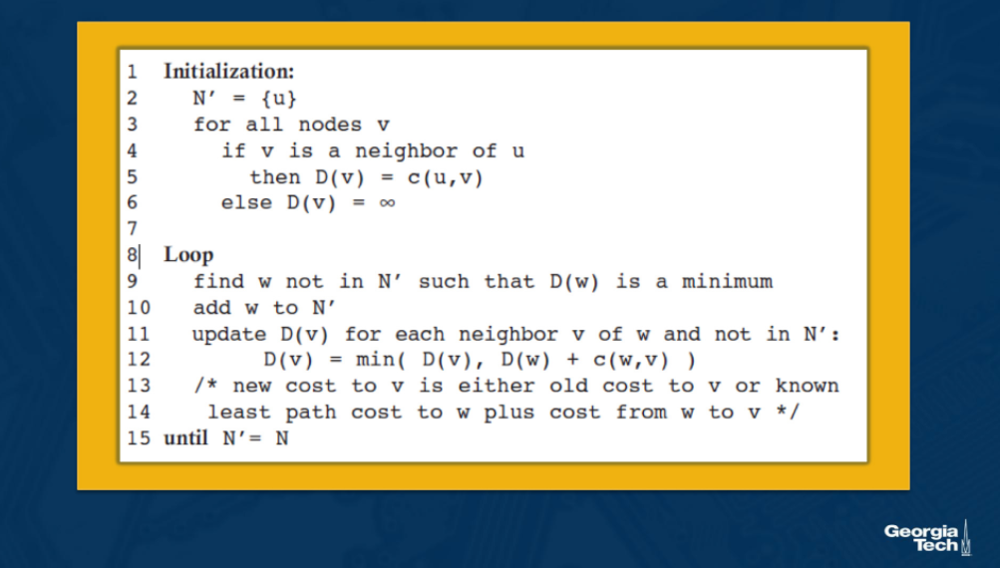 1 Initialization:
2 N′ = {u}
3 for all nodes v
4 if v is a neighbor of u
5 then D(v) = c(u,v)
6 else D(v) = ∞
7
8 Loop
9 find w not in N′ such that D(w) is a minimum
10 add w to N′
11 update D(v) for each neighbor v of w and not in N′:
12 D(v) = min( D(v), D(w) + c(w,v) )
13 /* new cost to v is either old cost to v or known
14 least path cost to w plus cost from w to v */
15 until N′= N
Georgia
Tech